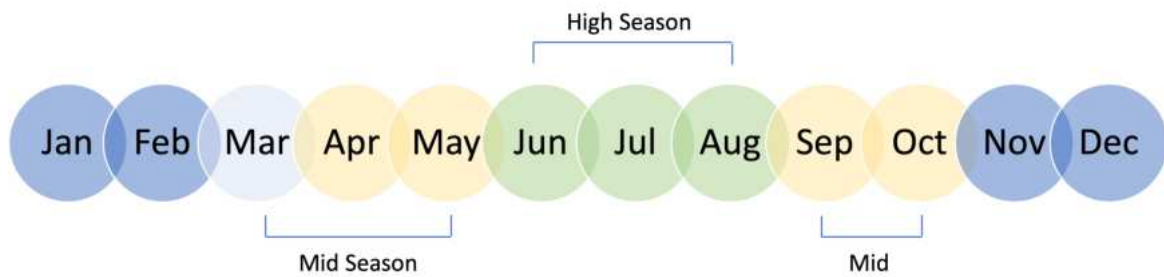 High Season
Jan Feb Mar Apr May Jun Jul Aug Sep Oct Nov Dec
Mid Season Mid